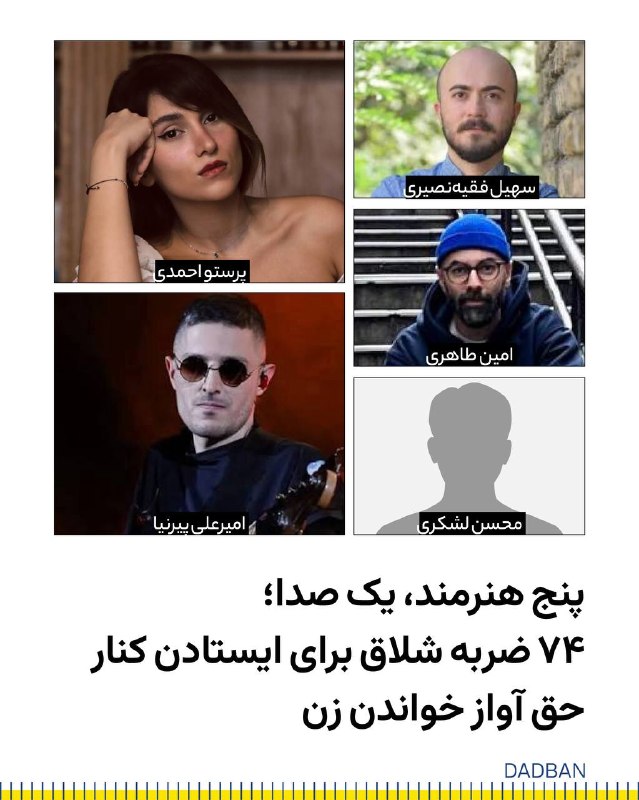 سهیل فقیه‌نصیری
پرستو احمدی
امین طاهری
امیرعلی پیرنیا
محسن لشکری
پنج هنرمند، یک صدا؛
۷۴ ضربه شلاق برای ایستادن کنار
حق آواز خواندن زن
DADBAN